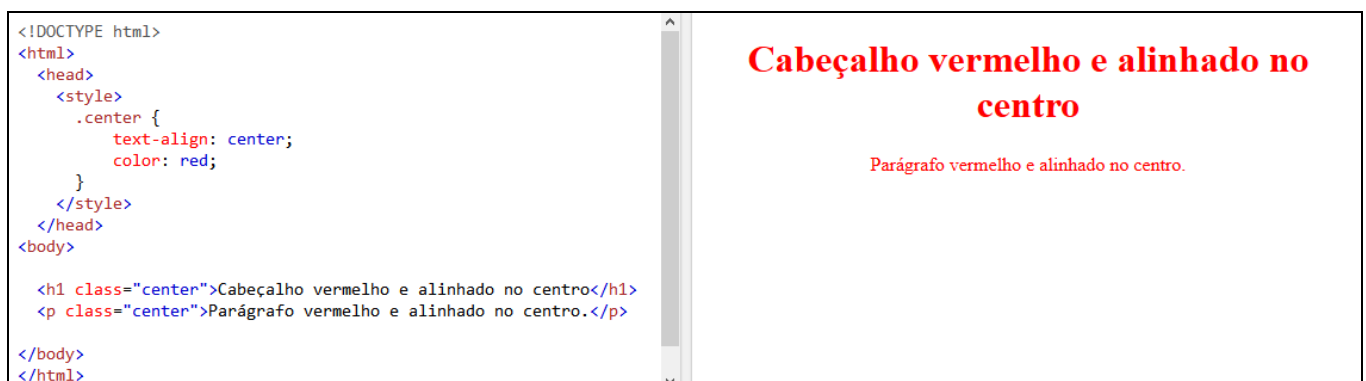 <!DOCTYPE html>
<html>
<head>
<style>
.center {
text-align: center;
color: red;
}
</style>
</head>
<body>
<h1 class="center">Cabeçalho vermelho e alinhado no centro</h1>
<p class="center">Parágrafo vermelho e alinhado no centro.</p>
</body>
</html>
Cabeçalho vermelho e alinhado no
centro
Parágrafo vermelho e alinhado no centro.